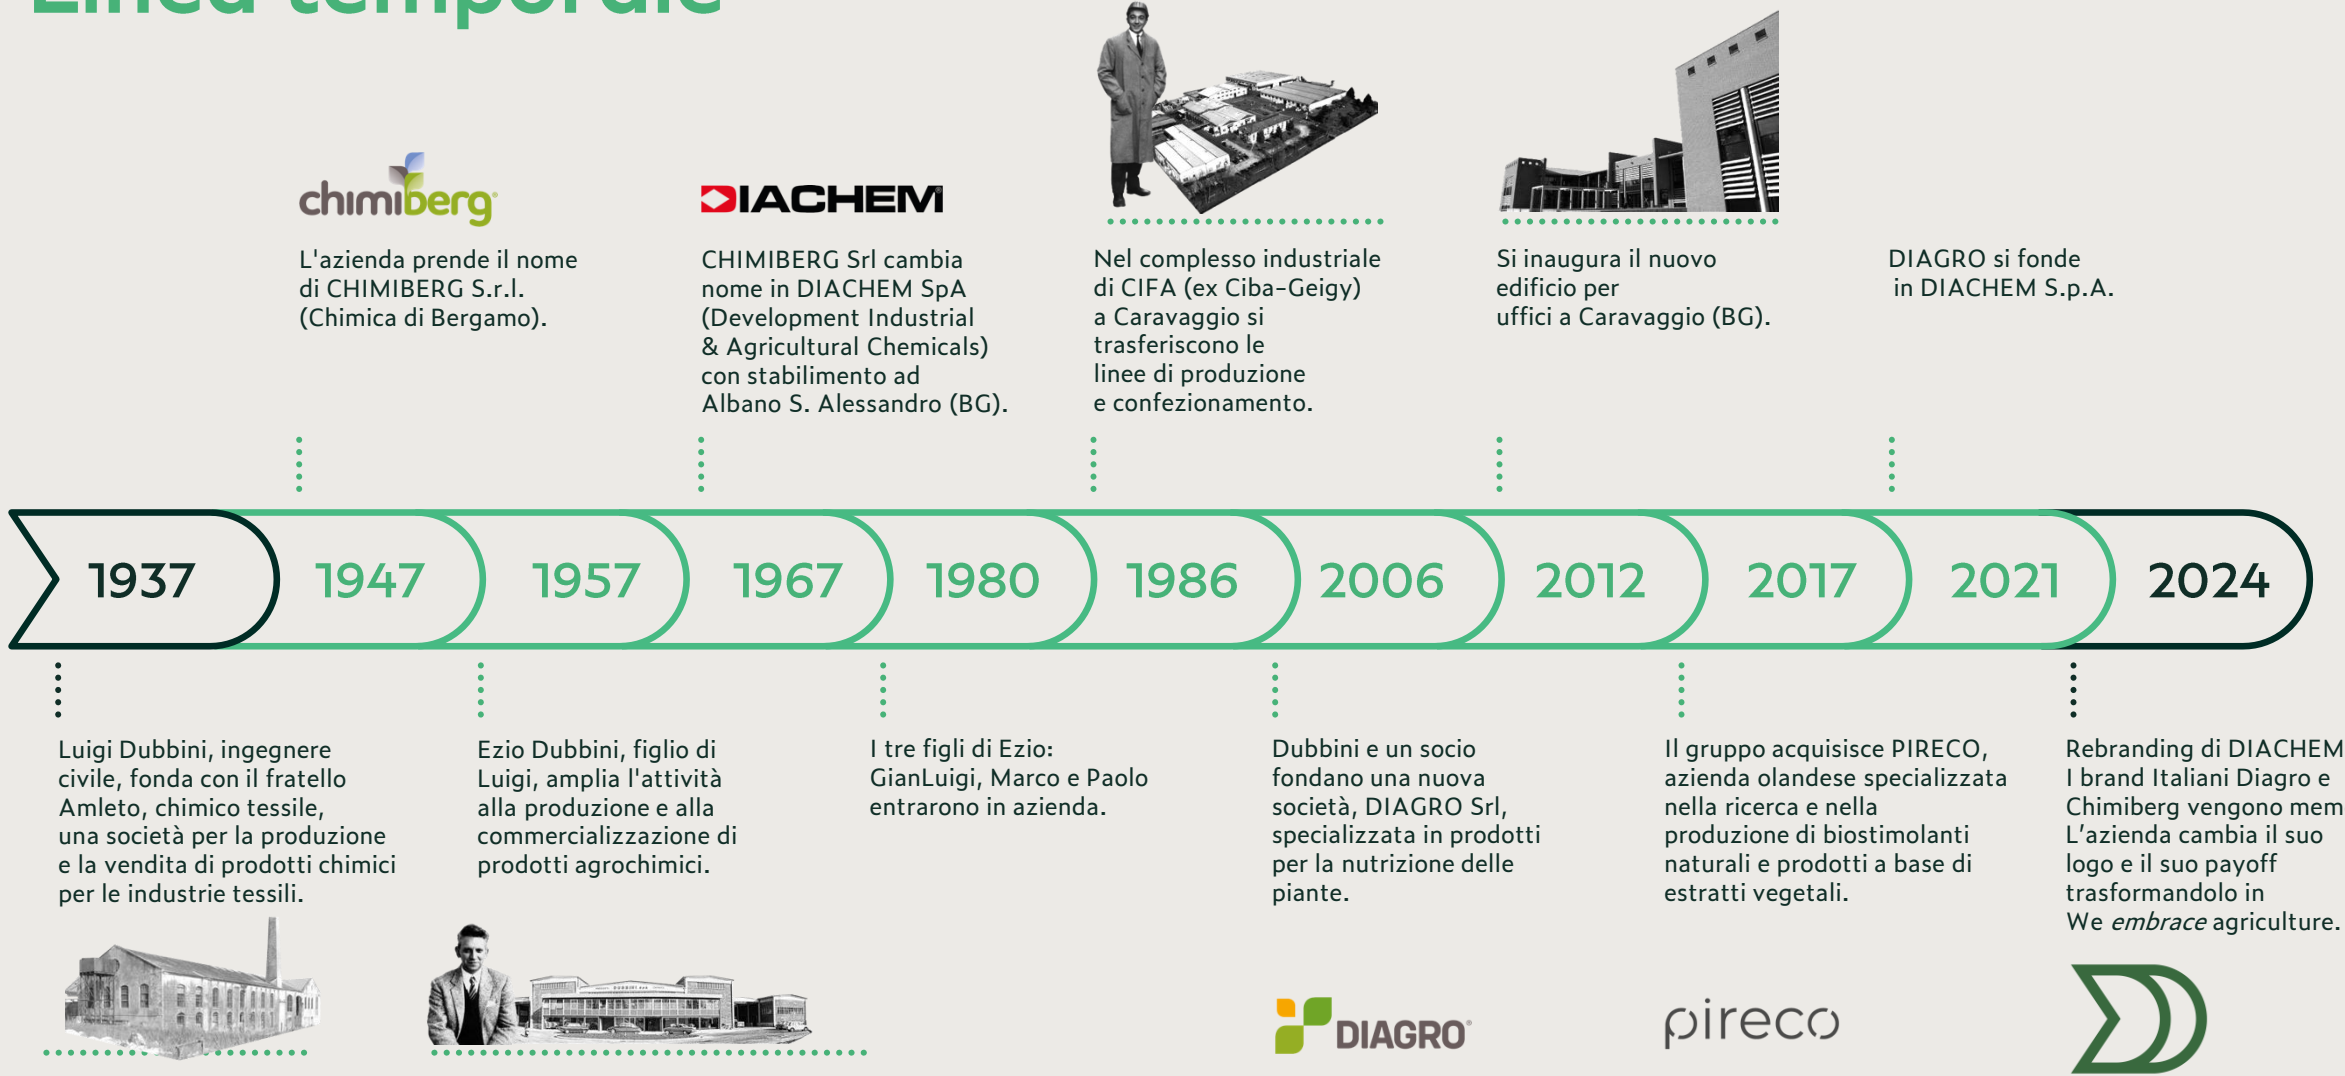 Linea temporale
chimiberg
L'azienda prende il nome
di CHIMIBERG S.r.l.
(Chimica di Bergamo).
DIACHEM
CHIMIBERG Srl cambia
nome in DIACHEM SpA
(Development Industrial
& Agricultural Chemicals)
con stabilimento ad
Albano S. Alessandro (BG).
Nel complesso industriale
di CIFA (ex Ciba-Geigy)
a Caravaggio si
trasferiscono le
linee di produzione
e confezionamento.
Si inaugura il nuovo
edificio per
uffici a Caravaggio (BG).
DIAGRO si fonde
in DIACHEM S.p.A.
1937
1947
1957
1967
1980
1986
2006
2012
2017
2021
2024
Luigi Dubbini, ingegnere
civile, fonda con il fratello
Amleto, chimico tessile,
una società per la produzione
e la vendita di prodotti chimici
per le industrie tessili.
Ezio Dubbini, figlio di
Luigi, amplia l'attività
alla produzione e alla
commercializzazione di
prodotti agrochimici.
DUBBINI
I tre figli di Ezio:
GianLuigi, Marco e Paolo
entrarono in azienda.
Dubbini e un socio
fondano una nuova
società, DIAGRO Srl,
specializzata in prodotti
per la nutrizione delle
piante.
DIAGRO
Il gruppo acquisisce PIRECO,
azienda olandese specializzata
nella ricerca e nella
produzione di biostimolanti
naturali e prodotti a base di
estratti vegetali.
pireco
Rebranding di DIACHEM
I brand Italiani Diagro e
Chimiberg vengono mem
L'azienda cambia il suo
logo e il suo payoff
trasformandolo in
We embrace agriculture.